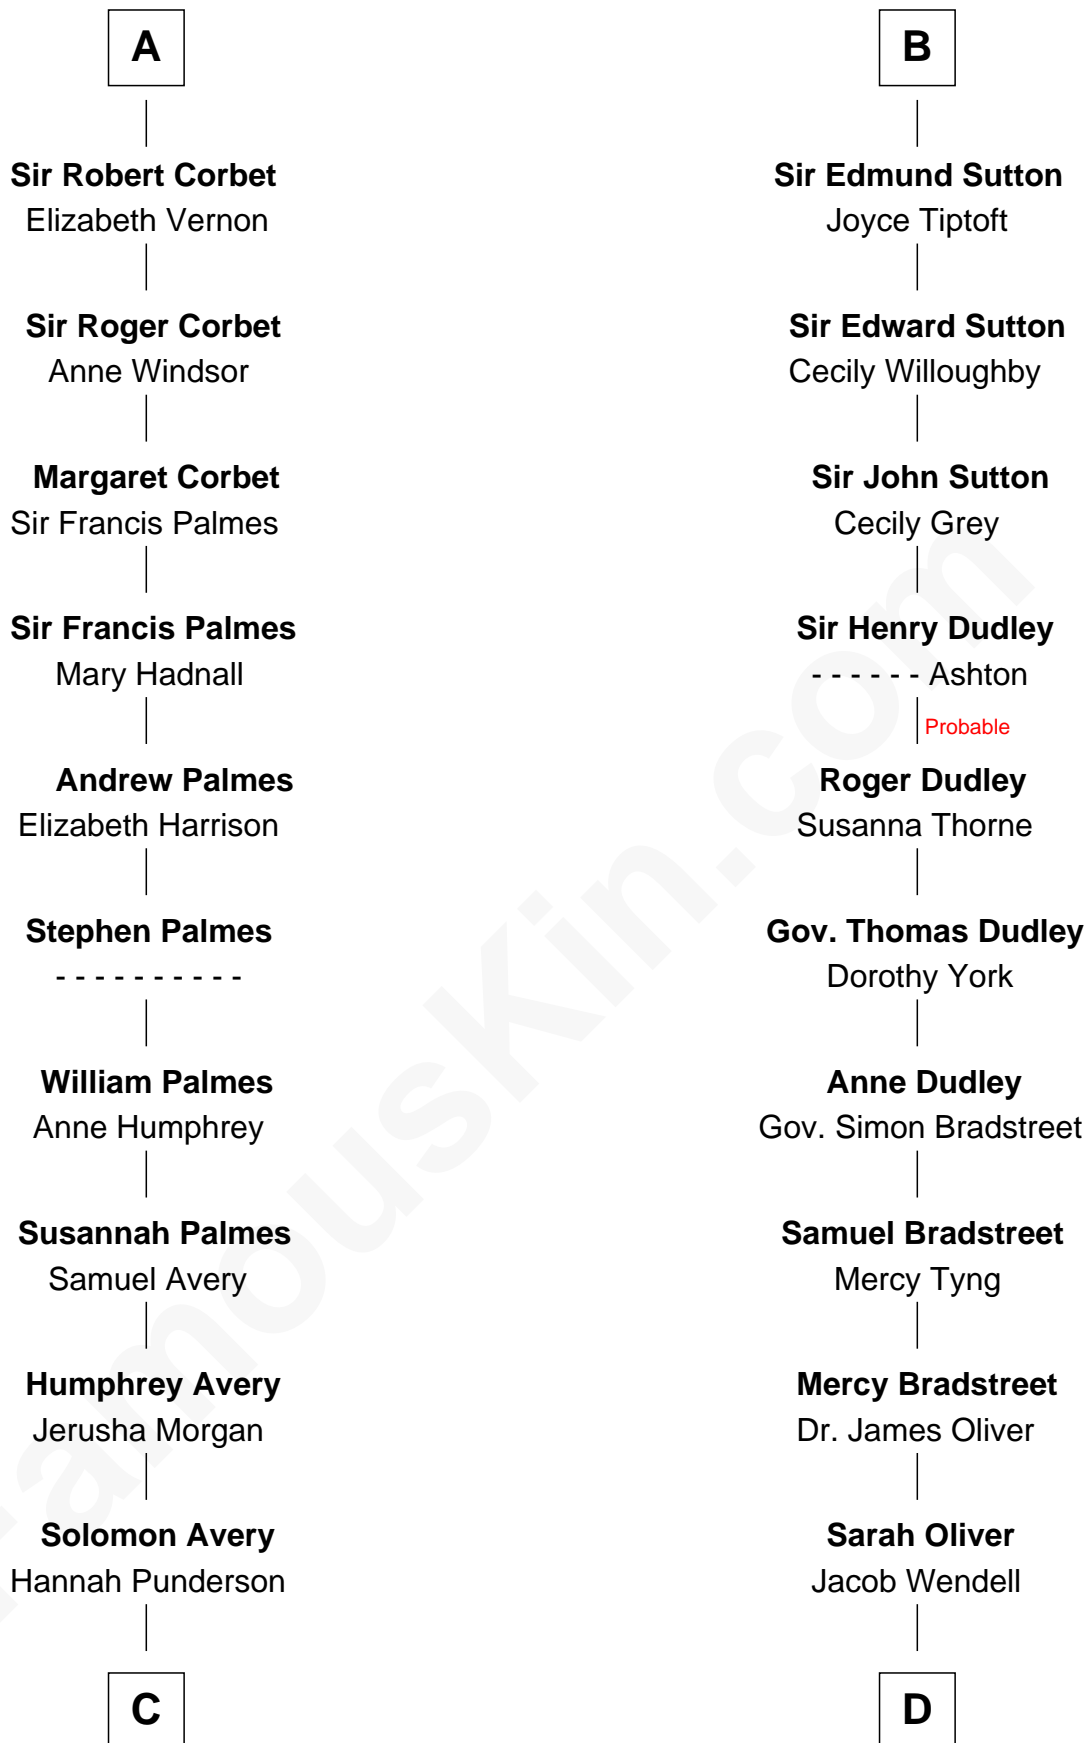 A
Sir Robert Corbet
Elizabeth Vernon
Sir Roger Corbet
Anne Windsor
Margaret Corbet
Sir Francis Palmes
Sir Francis Palmes
Mary Hadnall
Andrew Palmes
Elizabeth Harrison
Stephen Palmes
- - - - - - - - - -
William Palmes
Anne Humphrey
Susannah Palmes
Samuel Avery
Humphrey Avery
Jerusha Morgan
Solomon Avery
Hannah Punderson
C
B
Sir Edmund Sutton
Joyce Tiptoft
Sir Edward Sutton
Cecily Willoughby
Sir John Sutton
Cecily Grey
Sir Henry Dudley
- - - - - - Ashton
Probable
Roger Dudley
Susanna Thorne
Gov. Thomas Dudley
Dorothy York
Anne Dudley
Gov. Simon Bradstreet
Samuel Bradstreet
Mercy Tyng
Mercy Bradstreet
Dr. James Oliver
Sarah Oliver
Jacob Wendell
D
FamousKin.com